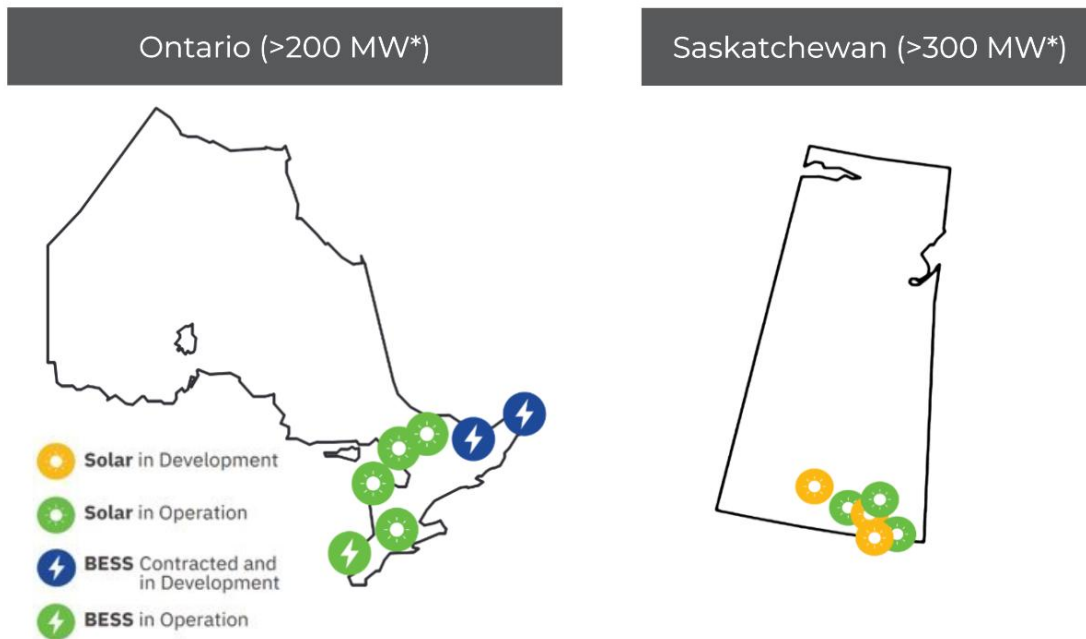 Ontario (>200 MW*)
Saskatchewan (>300 MW*)
Solar in Development
Solar in Operation
BESS Contracted and
in Development
BESS in Operation